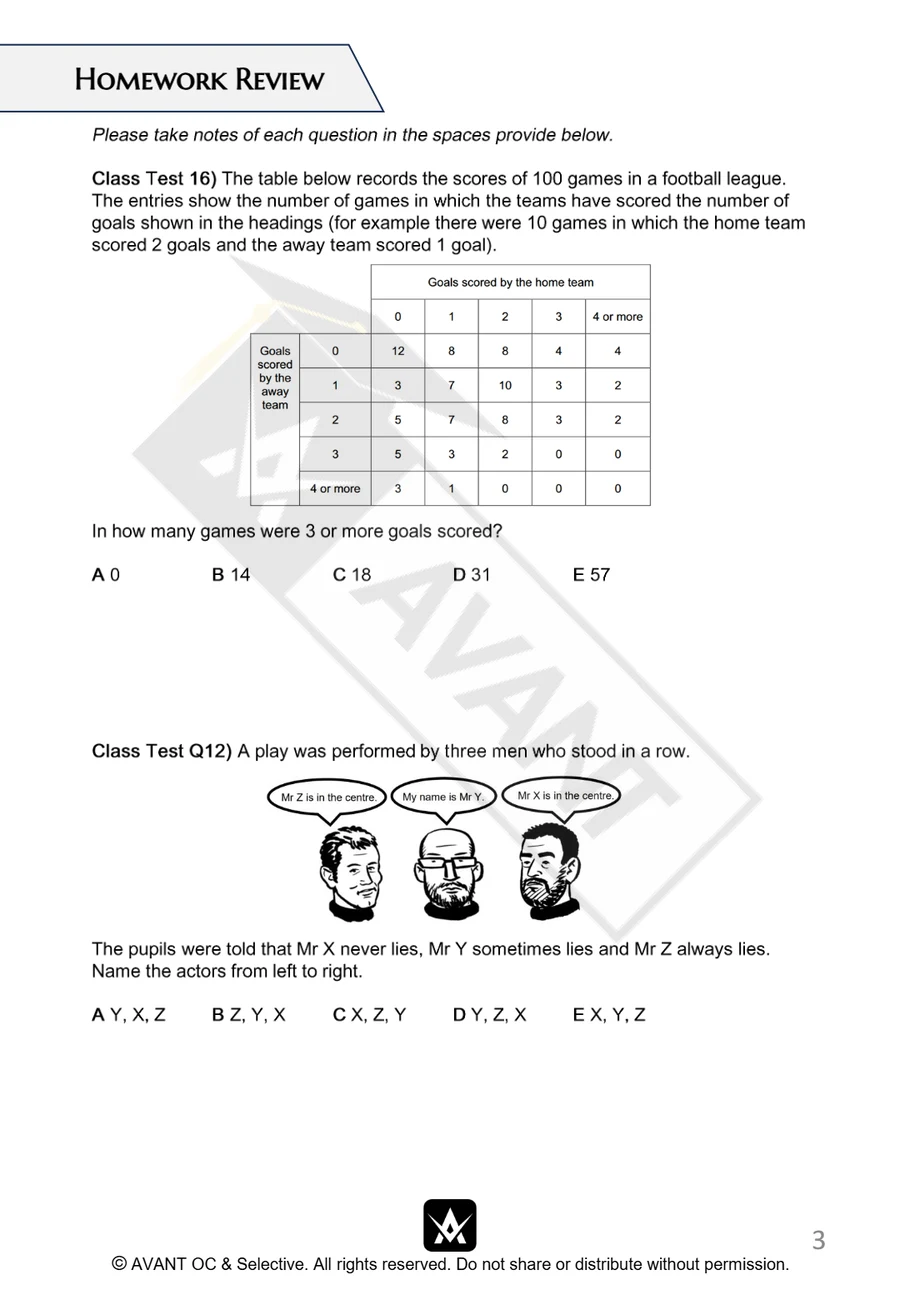 HOMEWORK REVIEW
Please take notes of each question in the spaces provide below.
Class Test 16) The table below records the scores of 100 games in a football league.
The entries show the number of games in which the teams have scored the number of
goals shown in the headings (for example there were 10 games in which the home team
scored 2 goals and the away team scored 1 goal).
Goals scored by the home team
0 1 2 3 4 or more
Goals scored by the away team
0 12 8 8 4 4
1 3 7 10 3 2
2 5 7 8 3 2
3 5 3 2 0 0
4 or more 3 1 0 0 0
In how many games were 3 or more goals scored?
A 0 B 14 C 18 D 31 E 57
AVANT
Class Test Q12) A play was performed by three men who stood in a row.
Mr Z is in the centre. My name is Mr Y. Mr X is in the centre.
The pupils were told that Mr X never lies, Mr Y sometimes lies and Mr Z always lies.
Name the actors from left to right.
A Y, X, Z B Z, Y, X C X, Z, Y D Y, Z, X E X, Y, Z
3
© AVANT OC & Selective. All rights reserved. Do not share or distribute without permission.